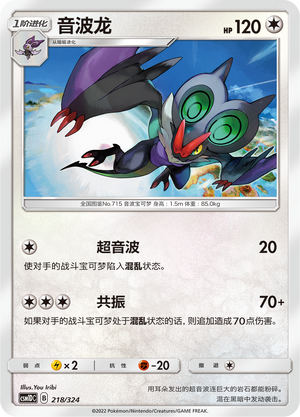 1阶进化 音波龙 HP 120
从嗡蝠进化
全国图鉴No.715 音波宝可梦 身高：1.5m 体重：85.0kg
超音波 20
使对手的战斗宝可梦陷入混乱状态。
共振 70+
如果对手的战斗宝可梦处于混乱状态的话，则追加造成70点伤害。
弱点 ×2 抗性 -20 撤退
Illus.You Iribi
CSM1DC B 218/324
用耳朵发出的超音波连巨大的岩石都能粉碎。
混在黑暗中发动袭击。
©2022 Pokémon/Nintendo/Creatures/GAME FREAK.